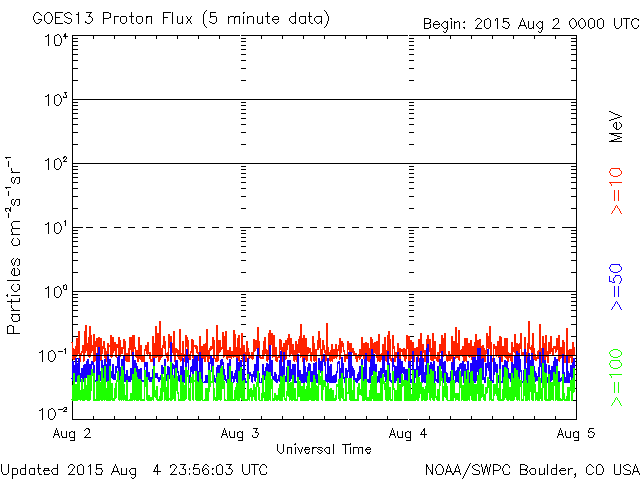 GOES13 Proton Flux (5 minute data)
Begin: 2015 Aug 2 0000 UTC
Particles cm⁻²s⁻¹sr⁻¹
10⁴
10³
10²
10¹
10⁰
10⁻¹
10⁻²
Aug 2
Aug 3
Aug 4
Aug 5
Universal Time
MeV
>=10
>=50
>=100
Updated 2015 Aug 4 23:56:03 UTC
NOAA/SWPC Boulder, CO USA